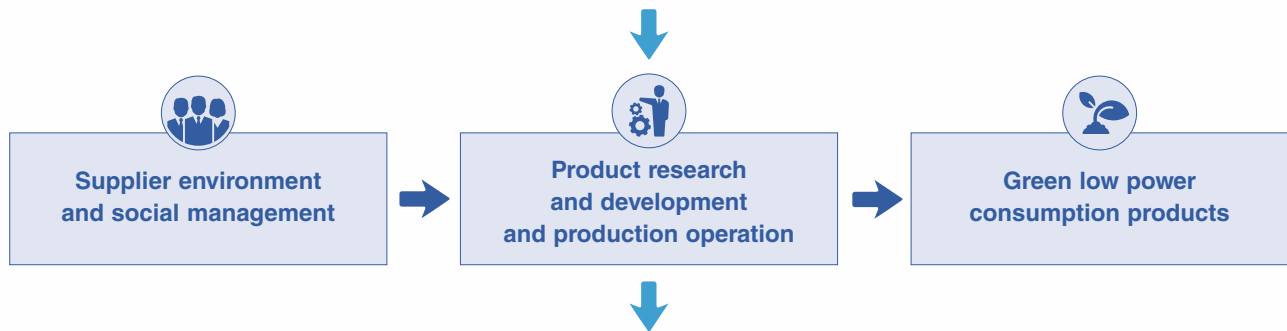 Supplier environment
and social management
Product research
and development
and production operation
Green low power
consumption products